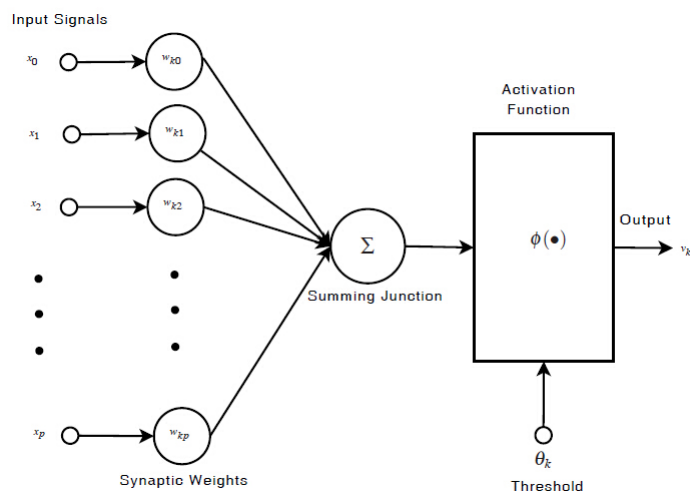 Input Signals
x0
wk0
Activation
Function
x1
wk1
x2
wk2
Output
Σ
ϕ(•)
vk
Summing Junction
xp
wkp
θk
Synaptic Weights
Threshold